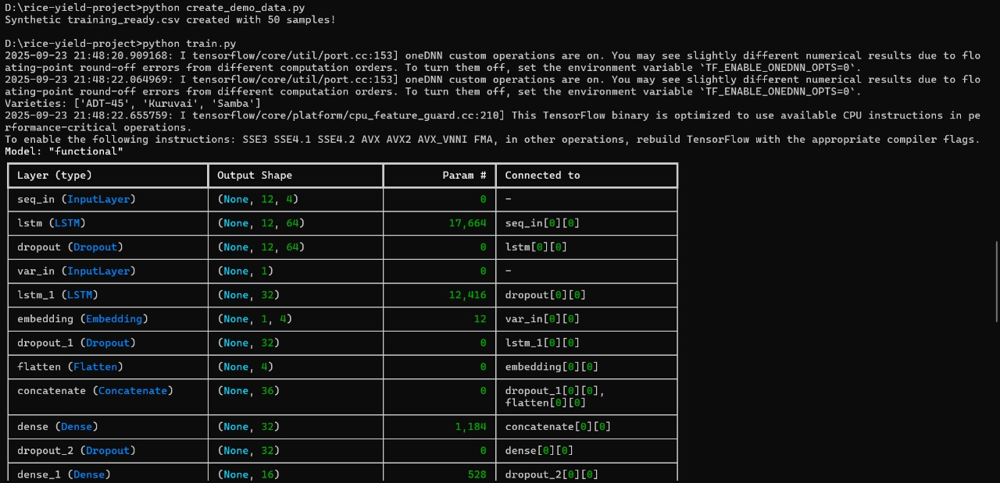 D:\rice-yield-project>python create_demo_data.py
Synthetic training_ready.csv created with 50 samples!
D:\rice-yield-project>python train.py
2025-09-23 21:48:20.909168: I tensorflow/core/util/port.cc:153] oneDNN custom operations are on. You may see slightly different numerical results due to flo
ating-point round-off errors from different computation orders. To turn them off, set the environment variable `TF_ENABLE_ONEDNN_OPTS=0`.
2025-09-23 21:48:22.064969: I tensorflow/core/util/port.cc:153] oneDNN custom operations are on. You may see slightly different numerical results due to flo
ating-point round-off errors from different computation orders. To turn them off, set the environment variable `TF_ENABLE_ONEDNN_OPTS=0`.
Varieties: ['ADT-45', 'Kuruvai', 'Samba']
2025-09-23 21:48:22.655759: I tensorflow/core/platform/cpu_feature_guard.cc:210] This TensorFlow binary is optimized to use available CPU instructions in pe
rformance-critical operations.
To enable the following instructions: SSE3 SSE4.1 SSE4.2 AVX AVX2 AVX_VNNI FMA, in other operations, rebuild TensorFlow with the appropriate compiler flags.
Model: "functional"
Layer (type) Output Shape Param # Connected to
seq_in (InputLayer) (None, 12, 4) 0 -
lstm (LSTM) (None, 12, 64) 17,664 seq_in[0][0]
dropout (Dropout) (None, 12, 64) 0 lstm[0][0]
var_in (InputLayer) (None, 1) 0 -
lstm_1 (LSTM) (None, 32) 12,416 dropout[0][0]
embedding (Embedding) (None, 1, 4) 12 var_in[0][0]
dropout_1 (Dropout) (None, 32) 0 lstm_1[0][0]
flatten (Flatten) (None, 4) 0 embedding[0][0]
concatenate (Concatenate) (None, 36) 0 dropout_1[0][0],
flatten[0][0]
dense (Dense) (None, 32) 1,184 concatenate[0][0]
dropout_2 (Dropout) (None, 32) 0 dense[0][0]
dense_1 (Dense) (None, 16) 528 dropout_2[0][0]